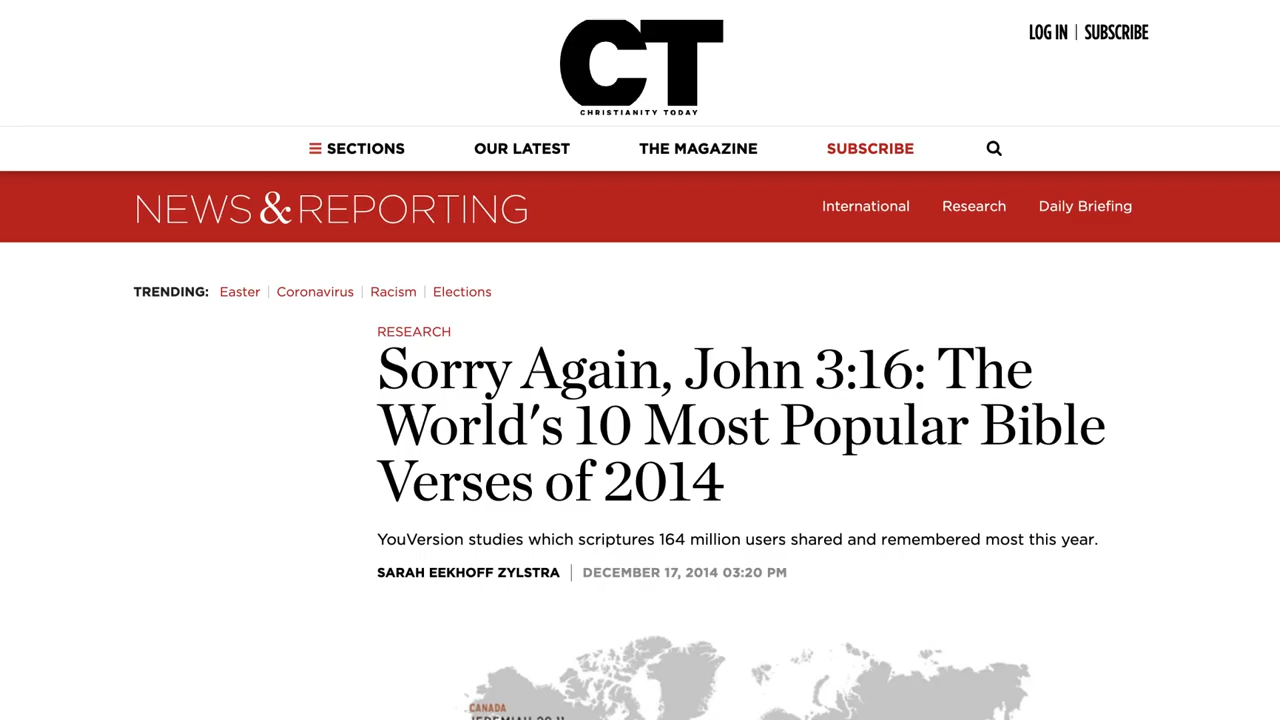 CT
CHRISTIANITY TODAY
LOG IN | SUBSCRIBE
SECTIONS OUR LATEST THE MAGAZINE SUBSCRIBE
NEWS & REPORTING International Research Daily Briefing
TRENDING: Easter | Coronavirus | Racism | Elections
RESEARCH
Sorry Again, John 3:16: The
World's 10 Most Popular Bible
Verses of 2014
YouVersion studies which scriptures 164 million users shared and remembered most this year.
SARAH EEKHOFF ZYLSTRA | DECEMBER 17, 2014 03:20 PM
CANADA